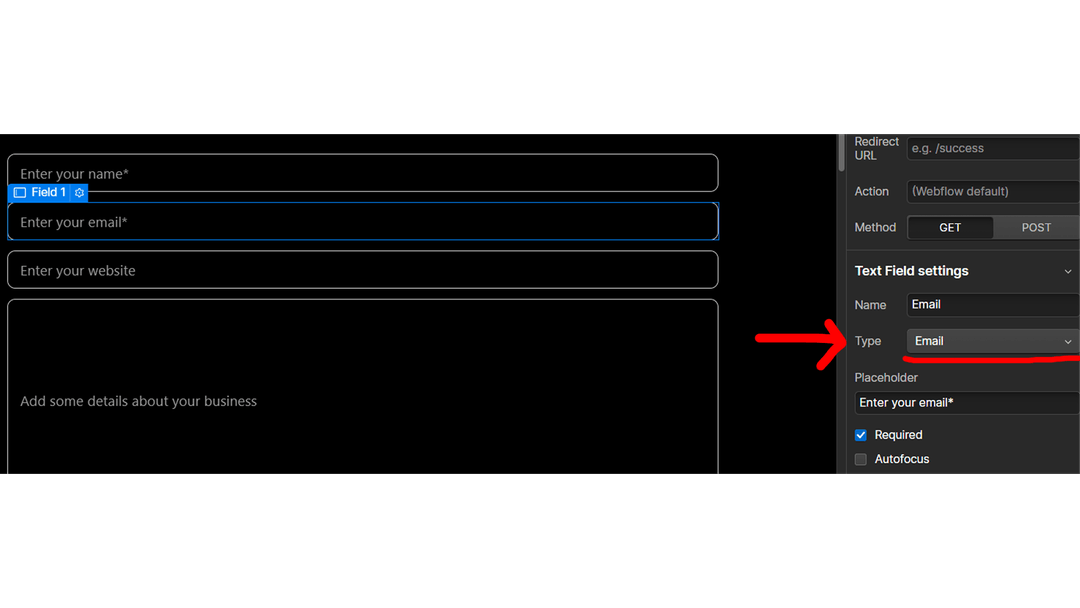 Enter your name*
Field 1
Enter your email*
Enter your website
Add some details about your business
Redirect
URL
e.g. /success
Action
(Webflow default)
Method
GET
POST
Text Field settings
Name
Email
Type
Email
Placeholder
Enter your email*
Required
Autofocus